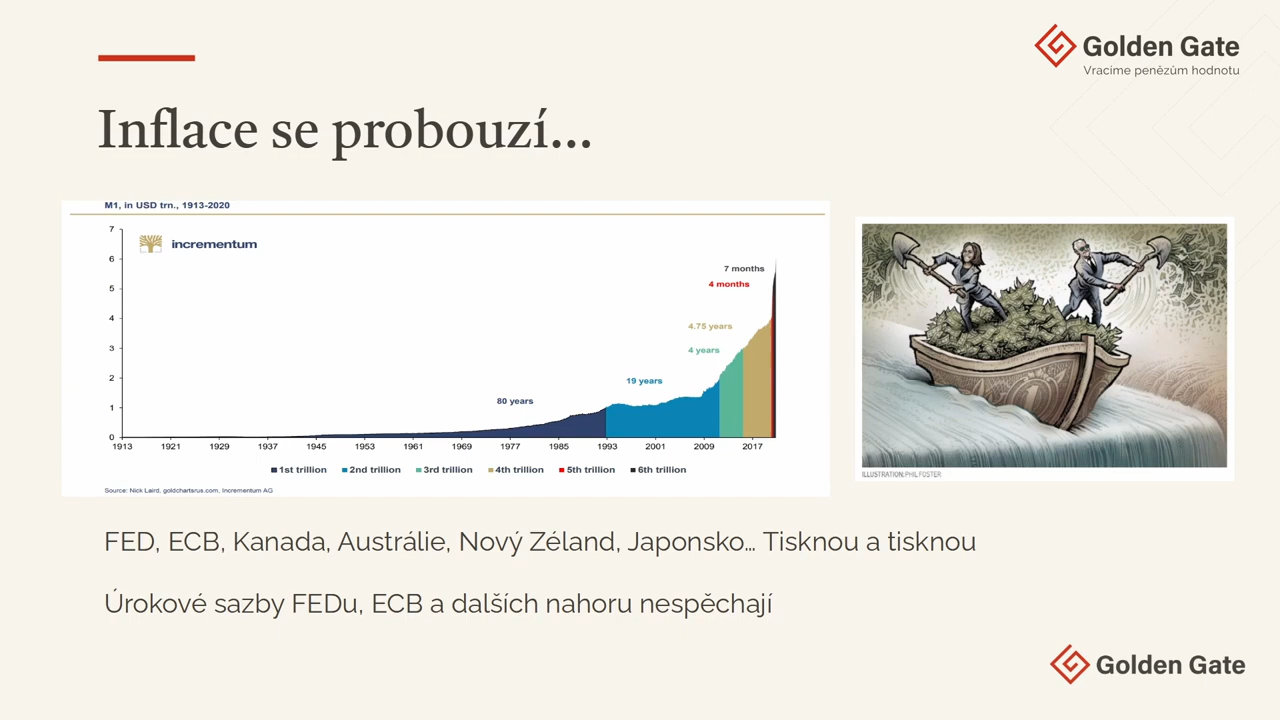 Golden Gate
Vracíme penězům hodnotu
Inflace se probouzí...
M1, in USD trn., 1913-2020
incrementum
7
6
5
4
3
2
1
0
7 months
4 months
4.75 years
4 years
19 years
80 years
1913 1921 1929 1937 1945 1953 1961 1969 1977 1985 1993 2001 2009 2017
1st trillion 2nd trillion 3rd trillion 4th trillion 5th trillion 6th trillion
Source: Nick Laird, goldchartsrus.com, Incrementum AG
ILLUSTRATION: PHIL FOSTER
FED, ECB, Kanada, Austrálie, Nový Zéland, Japonsko… Tisknou a tisknou
Úrokové sazby FEDu, ECB a dalších nahoru nespěchají
Golden Gate